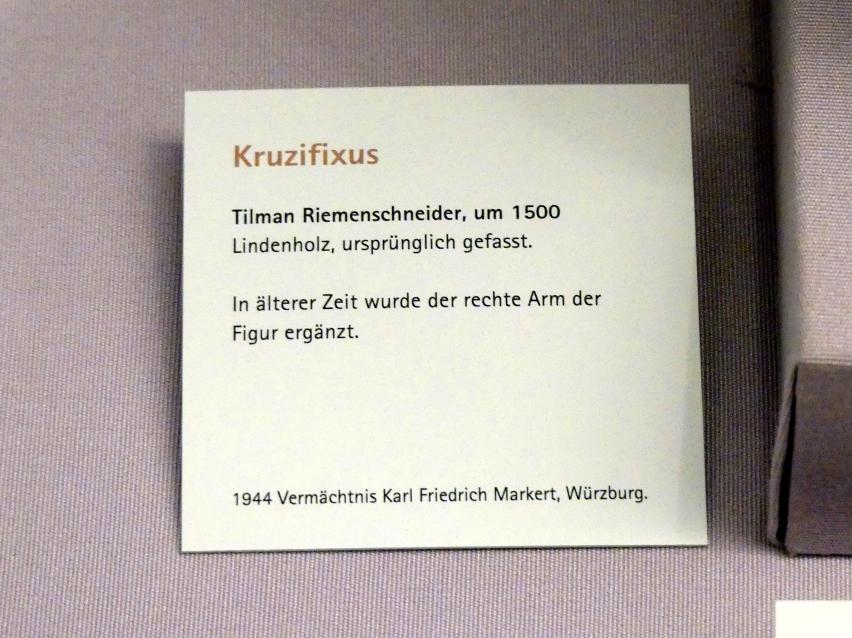 Kruzifixus
Tilman Riemenschneider, um 1500
Lindenholz, ursprünglich gefasst.
In älterer Zeit wurde der rechte Arm der
Figur ergänzt.
1944 Vermächtnis Karl Friedrich Markert, Würzburg.